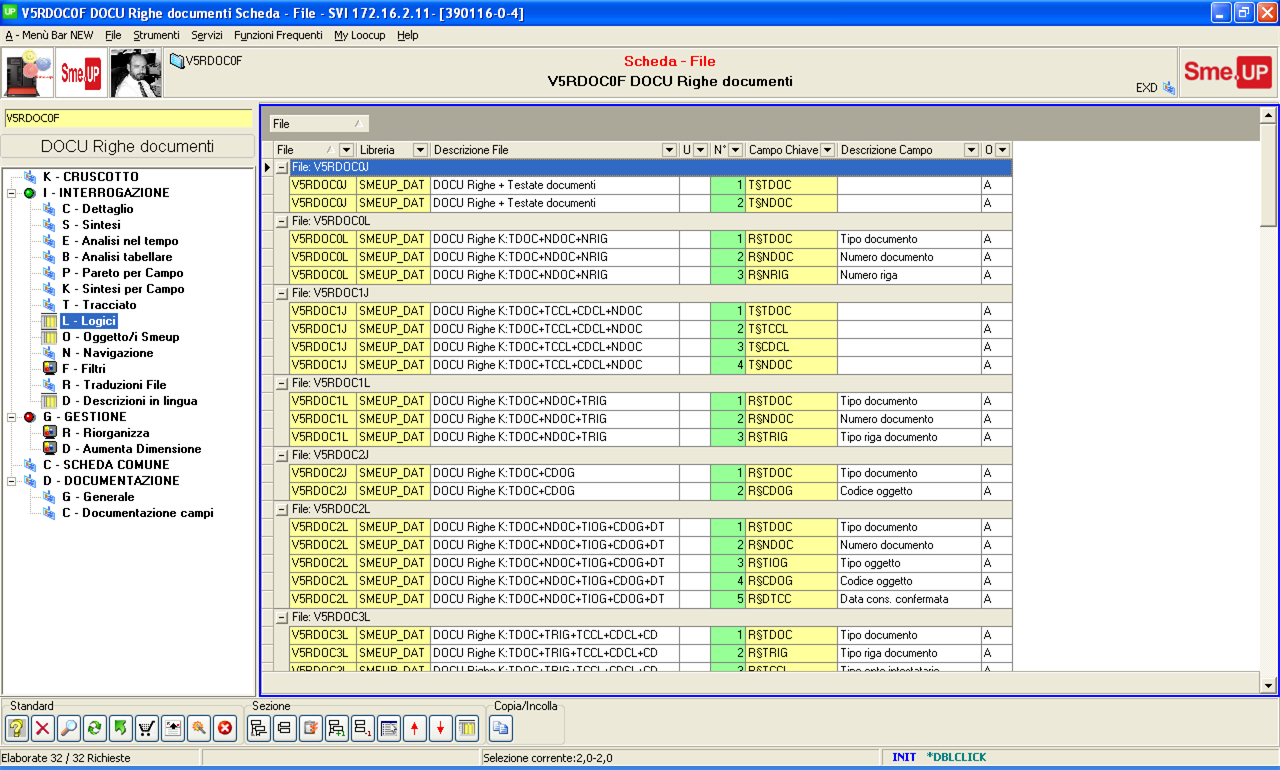 UP V5RDOC0F DOCU Righe documenti Scheda - File - SVI 172.16.2.11- [390116-0-4]
A - Menù Bar NEW File Strumenti Servizi Funzioni Frequenti My Loocup Help
Sme.UP V5RDOC0F
Scheda - File
V5RDOC0F DOCU Righe documenti
EXD
Sme.UP
V5RDOC0F
DOCU Righe documenti
K - CRUSCOTTO
I - INTERROGAZIONE
C - Dettaglio
S - Sintesi
E - Analisi nel tempo
B - Analisi tabellare
P - Pareto per Campo
K - Sintesi per Campo
T - Tracciato
L - Logici
O - Oggetto/i Smeup
N - Navigazione
F - Filtri
R - Traduzioni File
D - Descrizioni in lingua
G - GESTIONE
R - Riorganizza
D - Aumenta Dimensione
C - SCHEDA COMUNE
D - DOCUMENTAZIONE
G - Generale
C - Documentazione campi
File
File Libreria Descrizione File U N° Campo Chiave Descrizione Campo O
File: V5RDOC0J
V5RDOC0J SMEUP_DAT DOCU Righe + Testate documenti 1 T§TDOC A
V5RDOC0J SMEUP_DAT DOCU Righe + Testate documenti 2 T§NDOC A
File: V5RDOC0L
V5RDOC0L SMEUP_DAT DOCU Righe K:TDOC+NDOC+NRIG 1 R§TDOC Tipo documento A
V5RDOC0L SMEUP_DAT DOCU Righe K:TDOC+NDOC+NRIG 2 R§NDOC Numero documento A
V5RDOC0L SMEUP_DAT DOCU Righe K:TDOC+NDOC+NRIG 3 R§NRIG Numero riga A
File: V5RDOC1J
V5RDOC1J SMEUP_DAT DOCU Righe K:TDOC+TCCL+CDCL+NDOC 1 T§TDOC A
V5RDOC1J SMEUP_DAT DOCU Righe K:TDOC+TCCL+CDCL+NDOC 2 T§TCCL A
V5RDOC1J SMEUP_DAT DOCU Righe K:TDOC+TCCL+CDCL+NDOC 3 T§CDCL A
V5RDOC1J SMEUP_DAT DOCU Righe K:TDOC+TCCL+CDCL+NDOC 4 T§NDOC A
File: V5RDOC1L
V5RDOC1L SMEUP_DAT DOCU Righe K:TDOC+NDOC+TRIG 1 R§TDOC Tipo documento A
V5RDOC1L SMEUP_DAT DOCU Righe K:TDOC+NDOC+TRIG 2 R§NDOC Numero documento A
V5RDOC1L SMEUP_DAT DOCU Righe K:TDOC+NDOC+TRIG 3 R§TRIG Tipo riga documento A
File: V5RDOC2J
V5RDOC2J SMEUP_DAT DOCU Righe K:TDOC+CDOG 1 R§TDOC Tipo documento A
V5RDOC2J SMEUP_DAT DOCU Righe K:TDOC+CDOG 2 R§CDOG Codice oggetto A
File: V5RDOC2L
V5RDOC2L SMEUP_DAT DOCU Righe K:TDOC+NDOC+TIOG+CDOG+DT 1 R§TDOC Tipo documento A
V5RDOC2L SMEUP_DAT DOCU Righe K:TDOC+NDOC+TIOG+CDOG+DT 2 R§NDOC Numero documento A
V5RDOC2L SMEUP_DAT DOCU Righe K:TDOC+NDOC+TIOG+CDOG+DT 3 R§TIOG Tipo oggetto A
V5RDOC2L SMEUP_DAT DOCU Righe K:TDOC+NDOC+TIOG+CDOG+DT 4 R§CDOG Codice oggetto A
V5RDOC2L SMEUP_DAT DOCU Righe K:TDOC+NDOC+TIOG+CDOG+DT 5 R§DTCC Data cons. confermata A
File: V5RDOC3L
V5RDOC3L SMEUP_DAT DOCU Righe K:TDOC+TRIG+TCCL+CDCL+CD 1 R§TDOC Tipo documento A
V5RDOC3L SMEUP_DAT DOCU Righe K:TDOC+TRIG+TCCL+CDCL+CD 2 R§TRIG Tipo riga documento A
V5RDOC3L SMEUP_DAT DOCU Righe K:TDOC+TRIG+TCCL+CDCL+CD 3 R§TCCL Tipo ente intestatario A
Standard Sezione Copia/Incolla
Elaborate 32 / 32 Richieste Selezione corrente:2,0-2,0 INIT *DBLCLICK